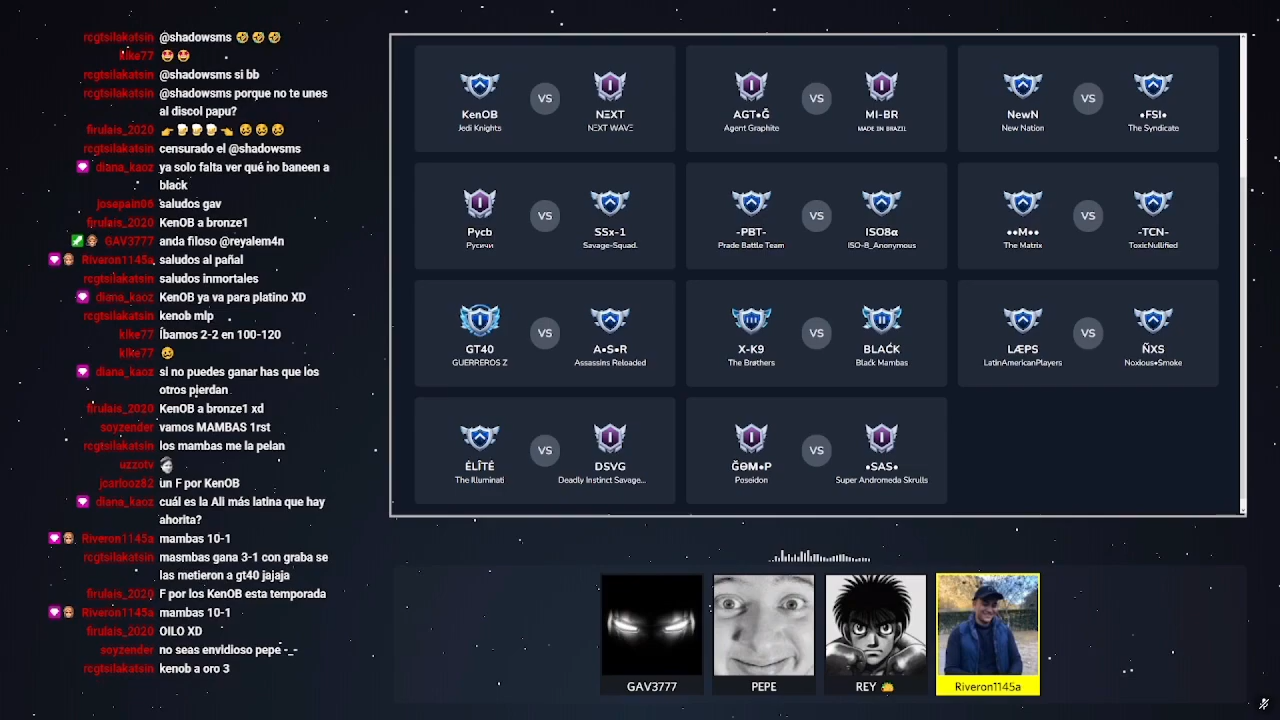 rcgtsilakatsin @shadowsms 🤣 🤣 🤣
kike77 😍 😍
rcgtsilakatsin @shadowsms si bb
rcgtsilakatsin @shadowsms porque no te unes
al discol papu?
firulais_2020 👉 🍺 🍺 🍺 👈 😆 😆 😆
rcgtsilakatsin censurado el @shadowsms
diana_kaoz ya solo falta ver qué no baneen a
black
josepain06 saludos gav
firulais_2020 KenOB a bronze1
GAV3777 anda filoso @reyalem4n
Riveron1145a saludos al pañal
rcgtsilakatsin saludos inmortales
diana_kaoz KenOB ya va para platino XD
rcgtsilakatsin kenob mlp
kike77 Íbamos 2-2 en 100-120
kike77 😆
diana_kaoz si no puedes ganar has que los
otros pierdan
firulais_2020 KenOB a bronze1 xd
soyzender vamos MAMBAS 1rst
rcgtsilakatsin los mambas me la pelan
uzzotv
jcarlooz82 un F por KenOB
diana_kaoz cuál es la Ali más latina que hay
ahorita?
Riveron1145a mambas 10-1
rcgtsilakatsin masmbas gana 3-1 con graba se
las metieron a gt40 jajaja
firulais_2020 F por los KenOB esta temporada
Riveron1145a mambas 10-1
firulais_2020 OILO XD
soyzender no seas envidioso pepe -_-
rcgtsilakatsin kenob a oro 3
KenOB VS NΞXT
Jedi Knights NΞXT WAVΞ
AGT•Ğ VS MI-BR
Agent Graphite MADE IN BRAZIL
NewN VS •FSI•
New Nation The Syndicate
Русb VS SSx-1
Русичи Savage-Squad.
-PBT- VS ISO8α
Prade Battle Team ISO-8_Anonymous
••M•• VS -TCN-
The Matrix ToxicNullified
GT40 VS A•S•R
GUERREROS Z Assassins Reloaded
X-K9 VS BLAĆK
The Brothers Blaćk Mambas
LÆPS VS ÑXS
LatinAmericanPlayers Noxious•Smoke
ÉLÎTÊ VS DSVG
The Illuminati Deadly Instinct Savage...
ĞӨM•P VS •SAS•
Poseidon Super Andromeda Skrulls
GAV3777
PEPE
REY 🌮
Riveron1145a